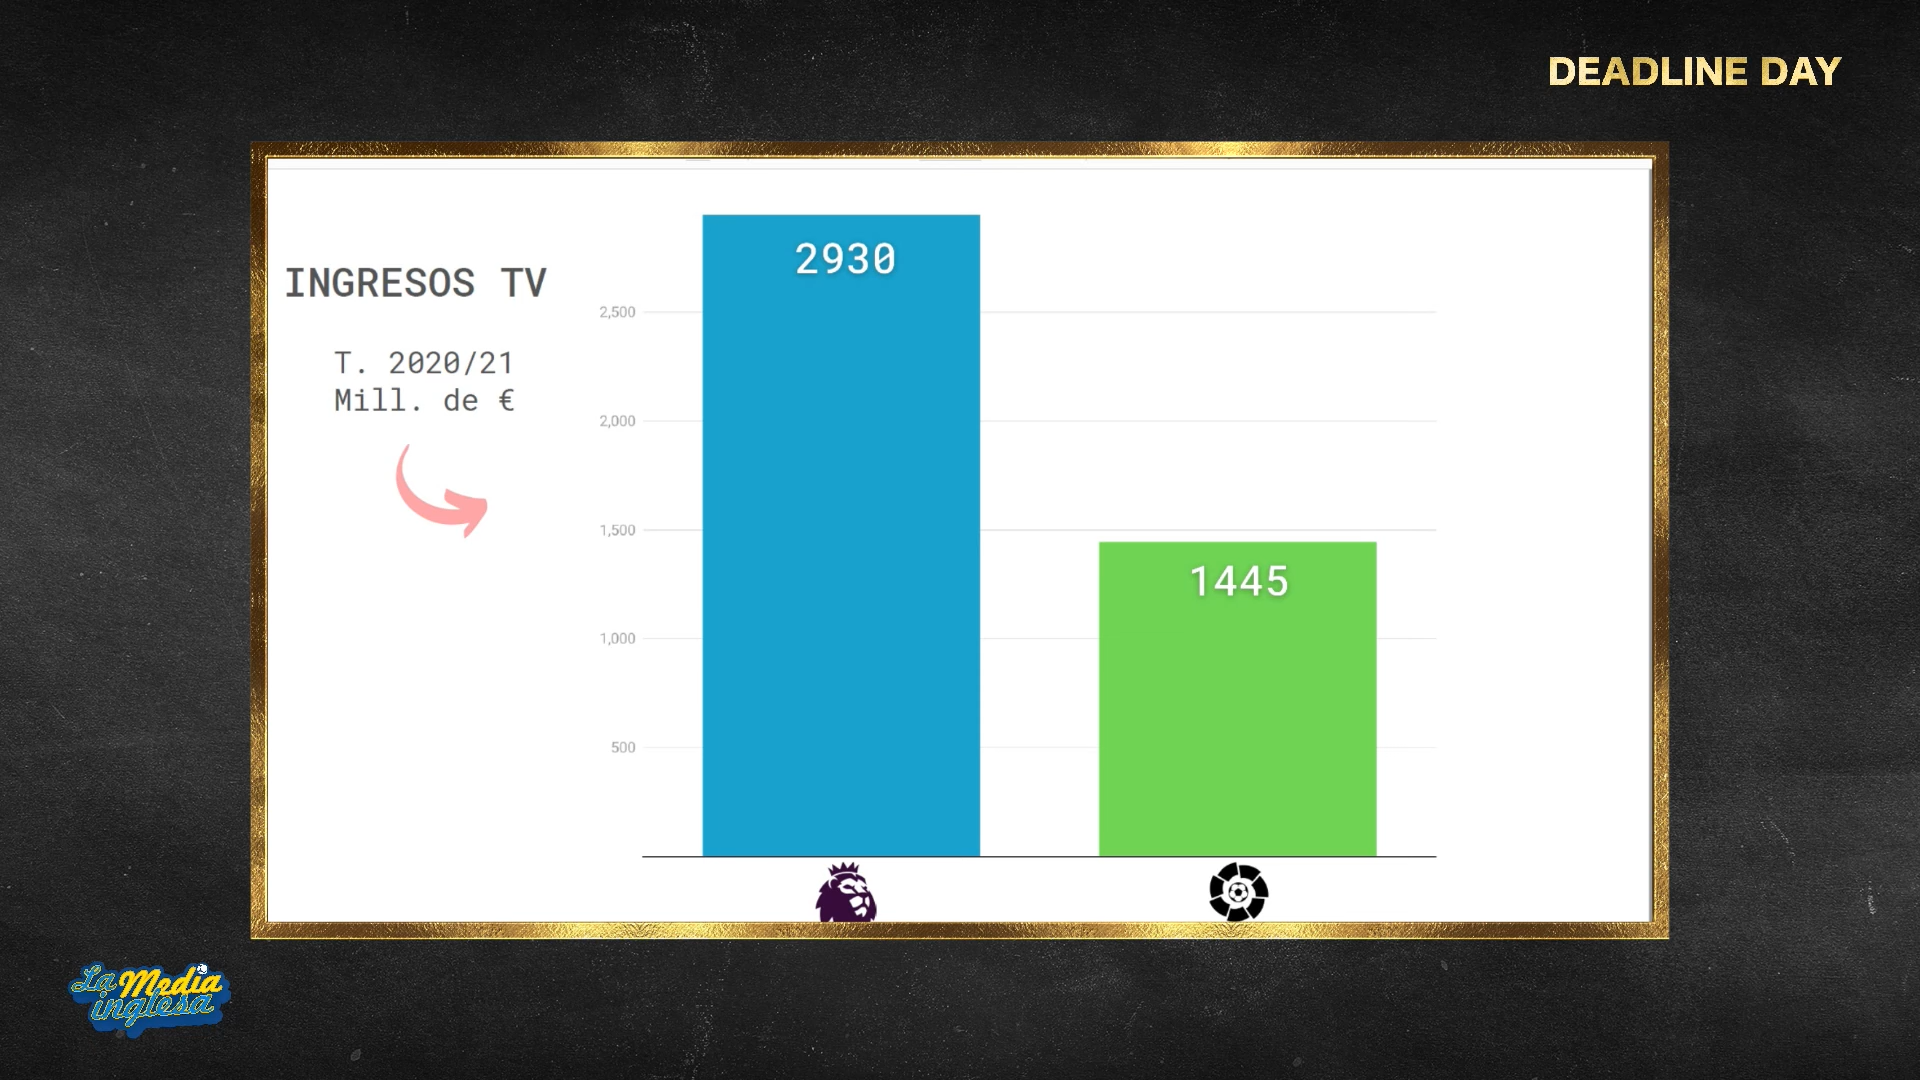 DEADLINE DAY
INGRESOS TV
T. 2020/21
Mill. de €
2930
1445
2,500
2,000
1,500
1,000
500
La Media
inglesa